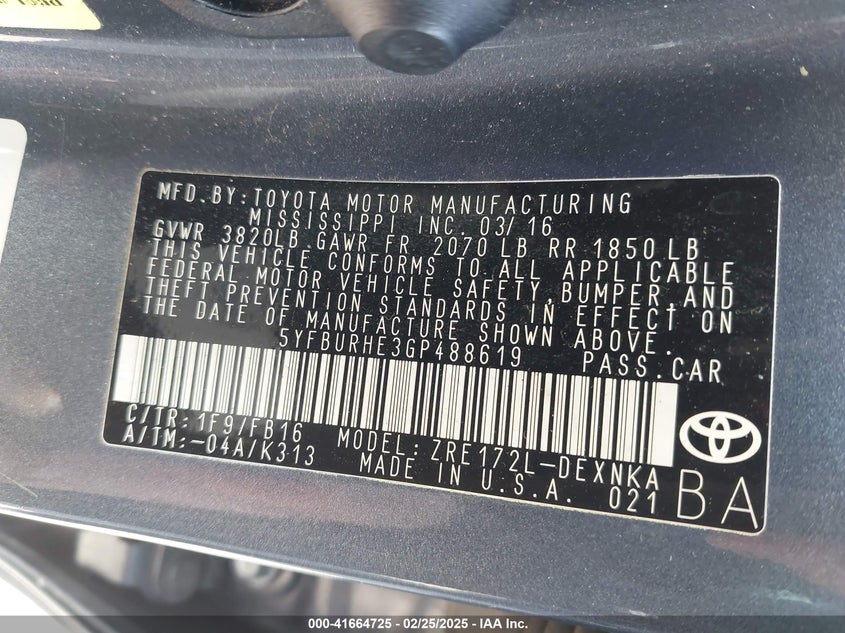 MFD.BY:TOYOTA MOTOR MANUFACTURING
MISSISSIPPI INC. 03/16
GVWR 3820LB GAWR FR 2070 LB RR 1850 LB
THIS VEHICLE CONFORMS TO ALL APPLICABLE
FEDERAL MOTOR VEHICLE SAFETY,BUMPER,AND
THEFT PREVENTION STANDARDS IN EFFECT ON
THE DATE OF MANUFACTURE SHOWN ABOVE.
5YFBURHE3GP488619 PASS.CAR
C/TR:1F9/FB16 MODEL:ZRE172L-DEXNKA
A/TM:-04A/K313 MADE IN U.S.A. 021
BA
000-41664725 - 02/25/2025 - IAA Inc.